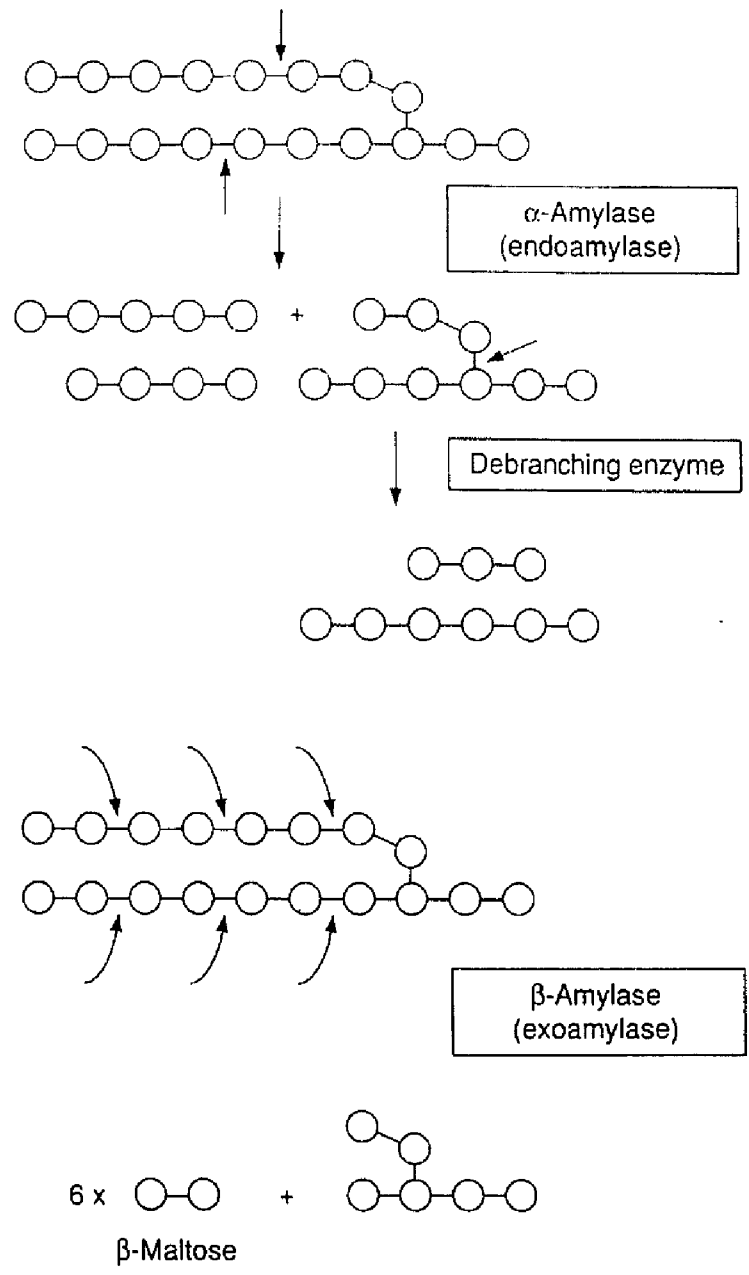 α-Amylase
(endoamylase)
+
Debranching enzyme
β-Amylase
(exoamylase)
6 x
+
β-Maltose